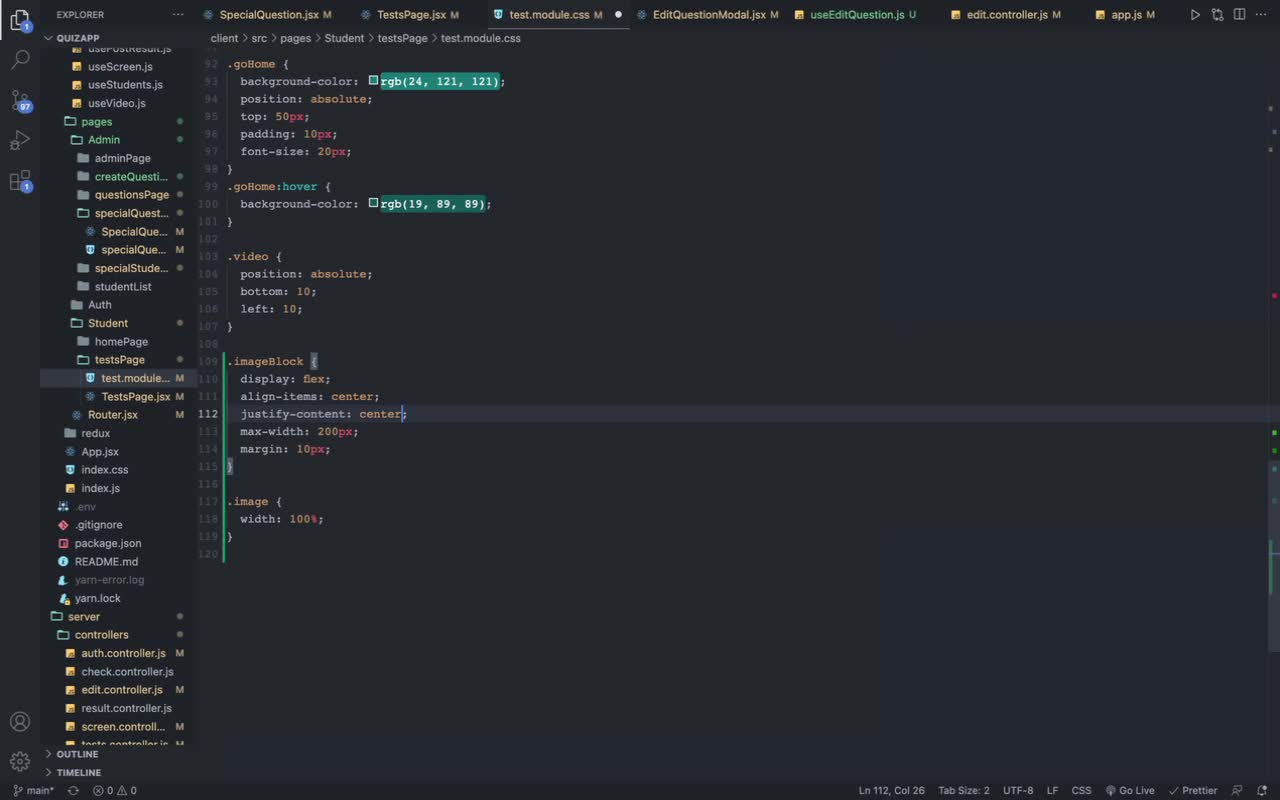 EXPLORER
SpecialQuestion.jsx M
TestsPage.jsx M
test.module.css M
EditQuestionModal.jsx M
useEditQuestion.js U
edit.controller.js M
app.js M
QUIZAPP
client > src > pages > Student > testsPage > test.module.css
usePostResult.js
useScreen.js
useStudents.js
useVideo.js
pages
Admin
adminPage
createQuesti...
questionsPage
specialQuest...
SpecialQue... M
specialQue... M
specialStude...
studentList
Auth
Student
homePage
testsPage
test.module... M
TestsPage.jsx M
Router.jsx M
redux
App.jsx
index.css
index.js
.env
.gitignore
package.json
README.md
yarn-error.log
yarn.lock
server
controllers
auth.controller.js M
check.controller.js
edit.controller.js M
result.controller.js
screen.controll... M
tests.controller.js M
OUTLINE
TIMELINE
97
1
1
92 .goHome {
93 background-color: rgb(24, 121, 121);
94 position: absolute;
95 top: 50px;
96 padding: 10px;
97 font-size: 20px;
98 }
99 .goHome:hover {
100 background-color: rgb(19, 89, 89);
101 }
102
103 .video {
104 position: absolute;
105 bottom: 10;
106 left: 10;
107 }
108
109 .imageBlock {
110 display: flex;
111 align-items: center;
112 justify-content: center;
113 max-width: 200px;
114 margin: 10px;
115 }
116
117 .image {
118 width: 100%;
119 }
120
main* 0 0
Ln 112, Col 26 Tab Size: 2 UTF-8 LF CSS Go Live Prettier